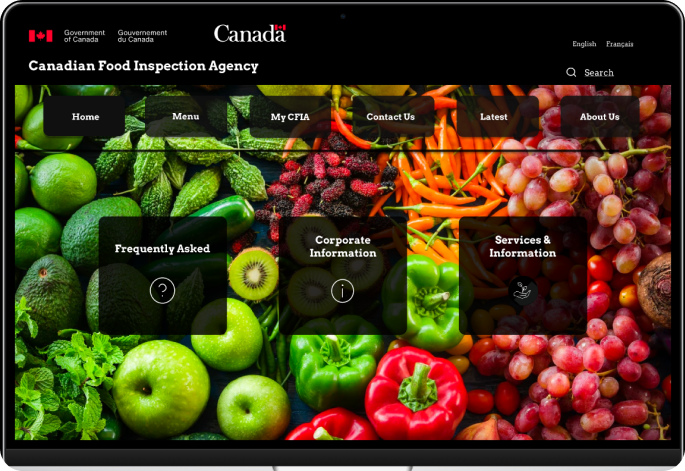 Government
of Canada
Gouvernement
du Canada
Canada
English Français
Canadian Food Inspection Agency
Search
Home Menu My CFIA Contact Us Latest About Us
Frequently Asked
Corporate
Information
Services &
Information